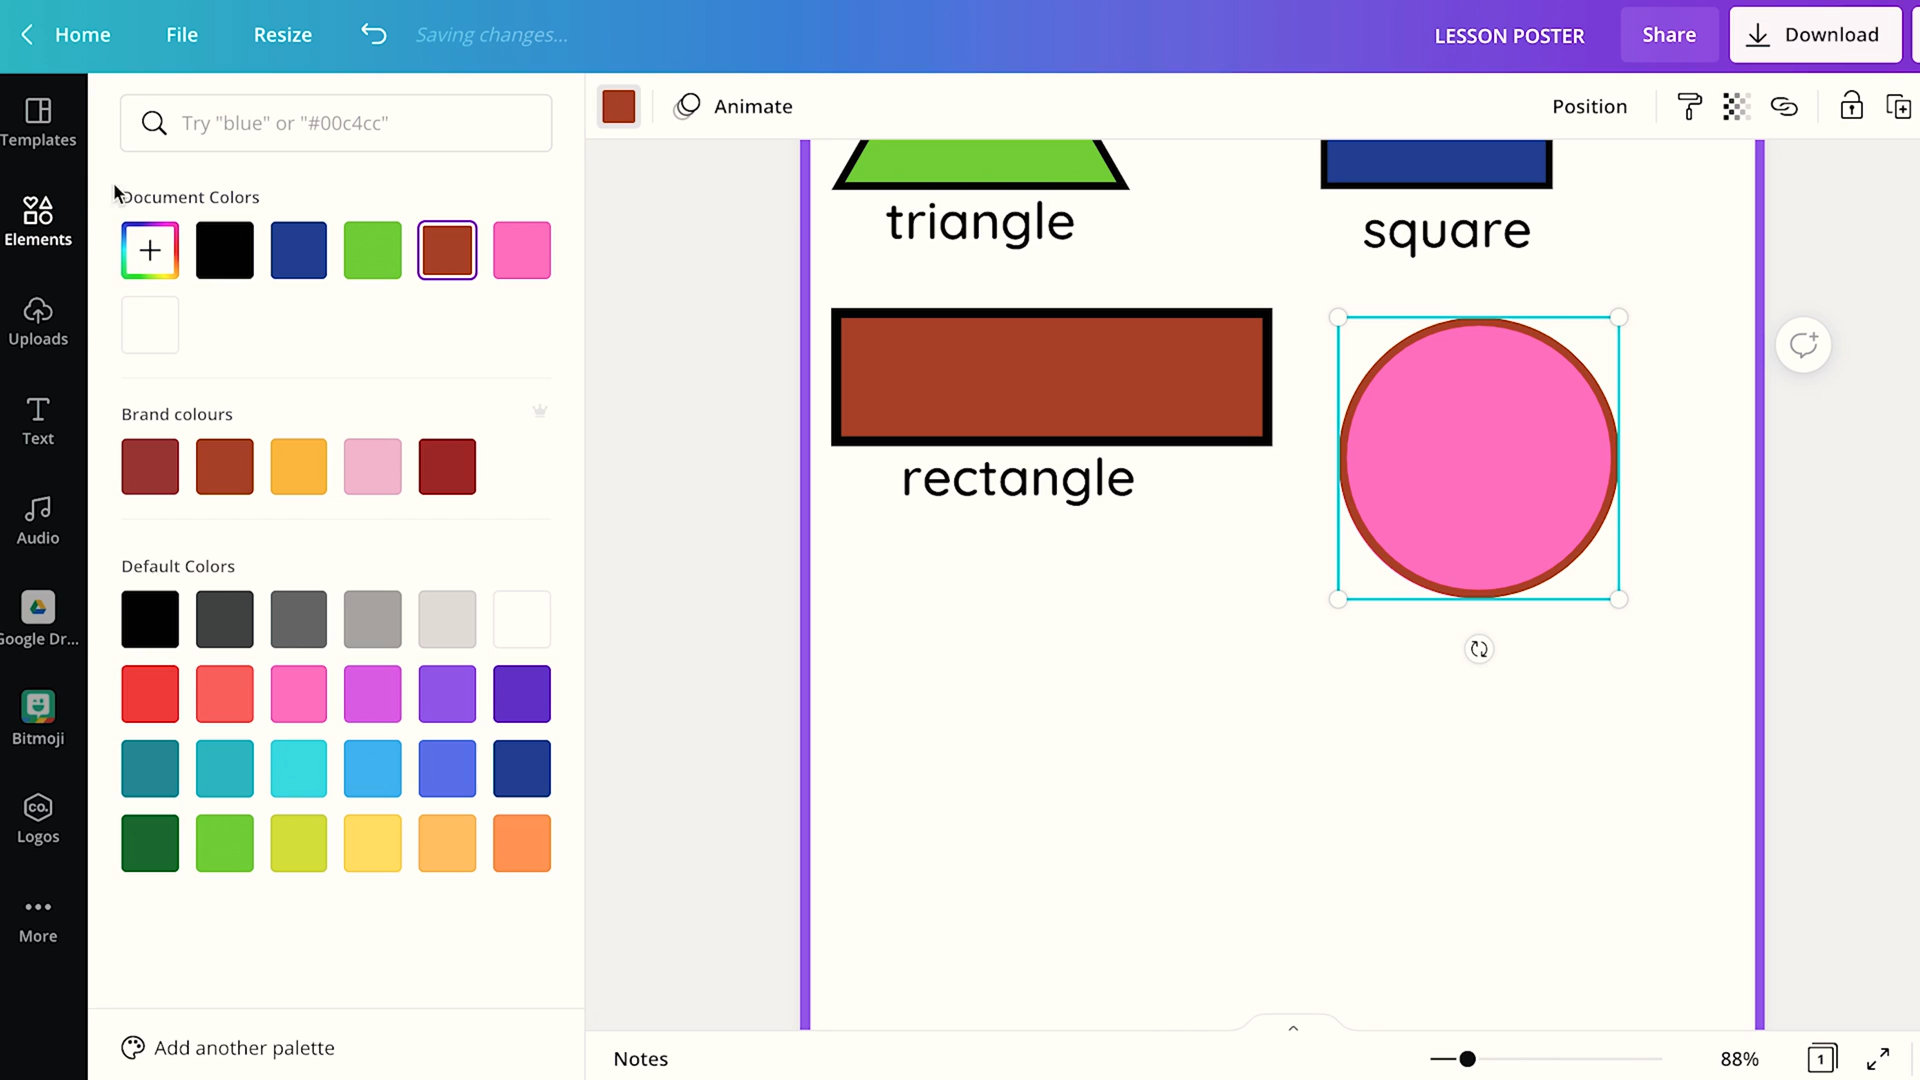 Home
File
Resize
Saving changes...
LESSON POSTER
Share
Download
Templates
Elements
Uploads
Text
Audio
Google Dr...
Bitmoji
CO.
Logos
More
Try "blue" or "#00c4cc"
Document Colors
Brand colours
Default Colors
Add another palette
Animate
Position
triangle
square
rectangle
Notes
88%
1